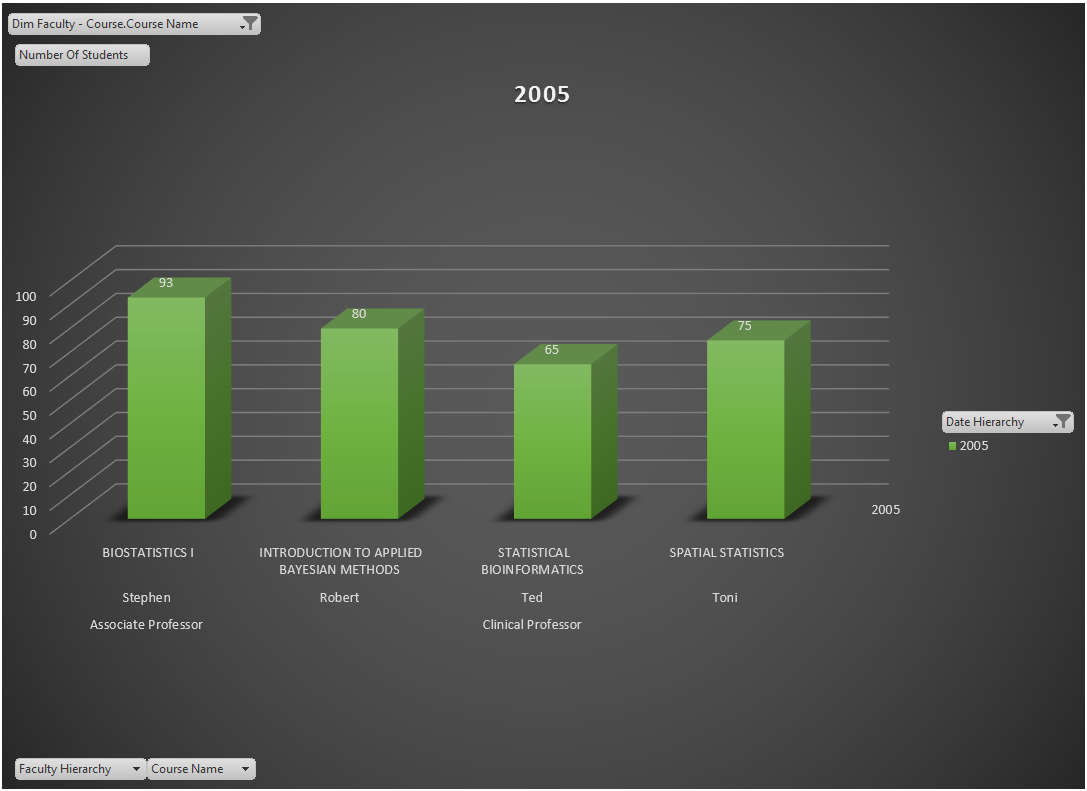 Dim Faculty - Course.Course Name
Number Of Students
2005
93
80
65
75
100
90
80
70
60
50
40
30
20
10
0
2005
Date Hierarchy
2005
BIOSTATISTICS I
INTRODUCTION TO APPLIED
BAYESIAN METHODS
STATISTICAL
BIOINFORMATICS
SPATIAL STATISTICS
Stephen
Robert
Ted
Toni
Associate Professor
Clinical Professor
Faculty Hierarchy
Course Name